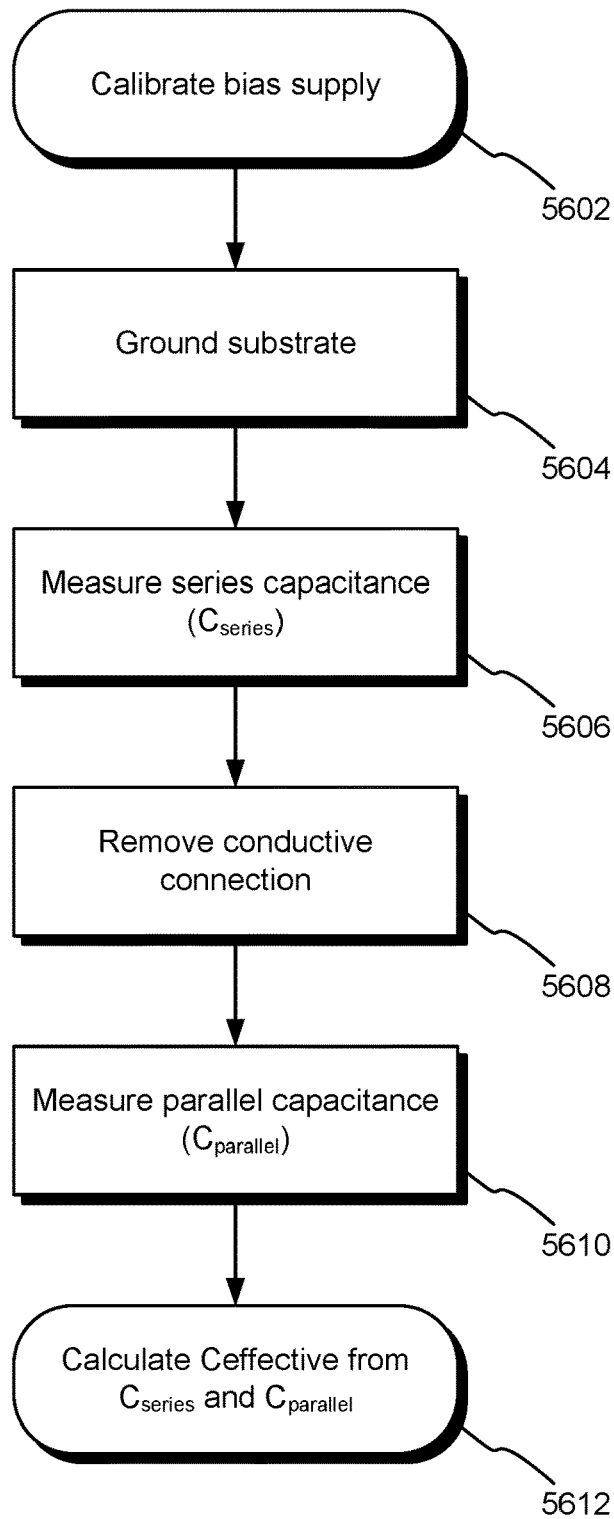 Calibrate bias supply
5602
Ground substrate
5604
Measure series capacitance
(Cseries)
5606
Remove conductive
connection
5608
Measure parallel capacitance
(Cparallel)
5610
Calculate Ceffective from
Cseries and Cparallel
5612